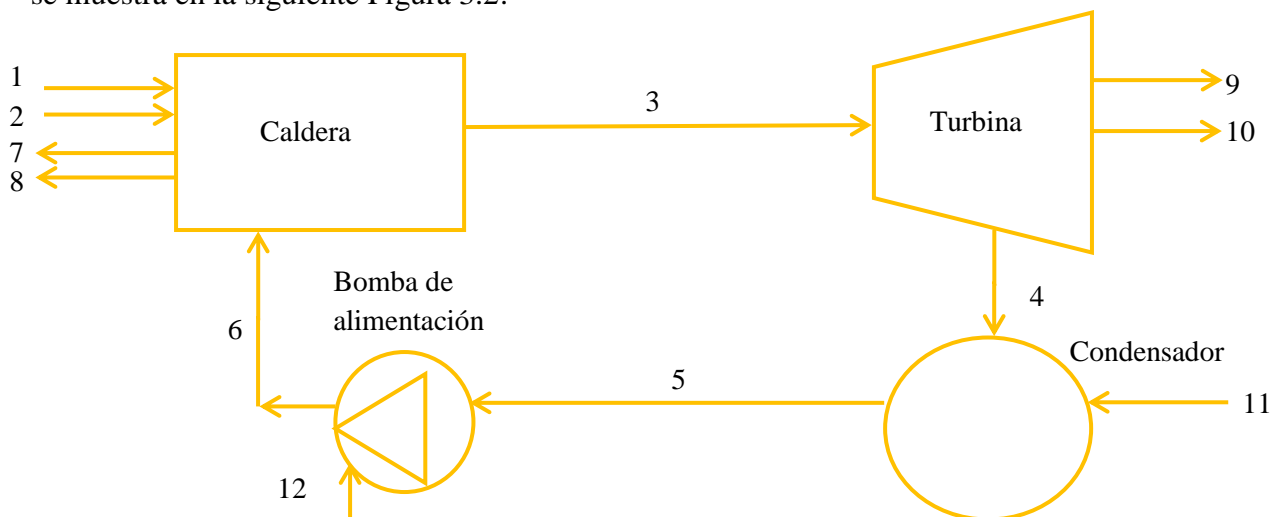 se muestra en la siguiente Figura 3.2:
1
2
7
8
Caldera
3
Turbina
9
10
4
Condensador
11
5
Bomba de
alimentación
6
12